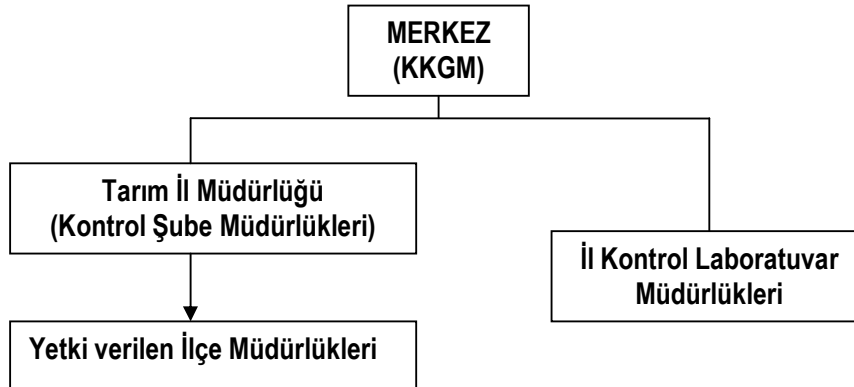 MERKEZ
(KKGM)
Tarım İl Müdürlüğü
(Kontrol Şube Müdürlükleri)
İl Kontrol Laboratuvar
Müdürlükleri
Yetki verilen İlçe Müdürlükleri